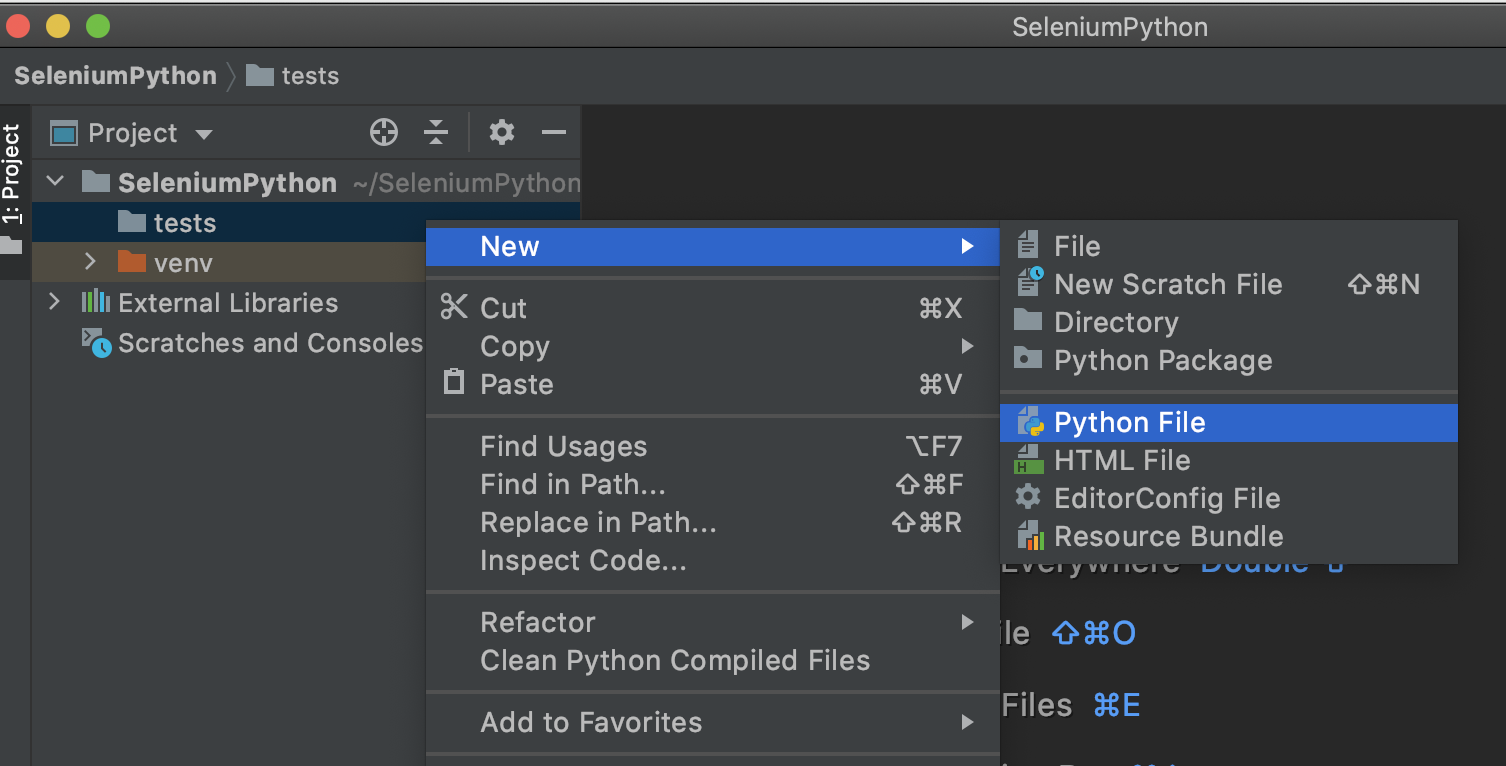 SeleniumPython
SeleniumPython tests
1: Project
Project
SeleniumPython ~/SeleniumPython
tests
venv
External Libraries
Scratches and Consoles
New
Cut ⌘X
Copy
Paste ⌘V
Find Usages ⌥F7
Find in Path... ⇧⌘F
Replace in Path... ⇧⌘R
Inspect Code...
Refactor
Clean Python Compiled Files
Add to Favorites
File
New Scratch File ⇧⌘N
Directory
Python Package
Python File
HTML File
EditorConfig File
Resource Bundle
Everywhere Double ⇧
ile ⇧⌘O
Files ⌘E